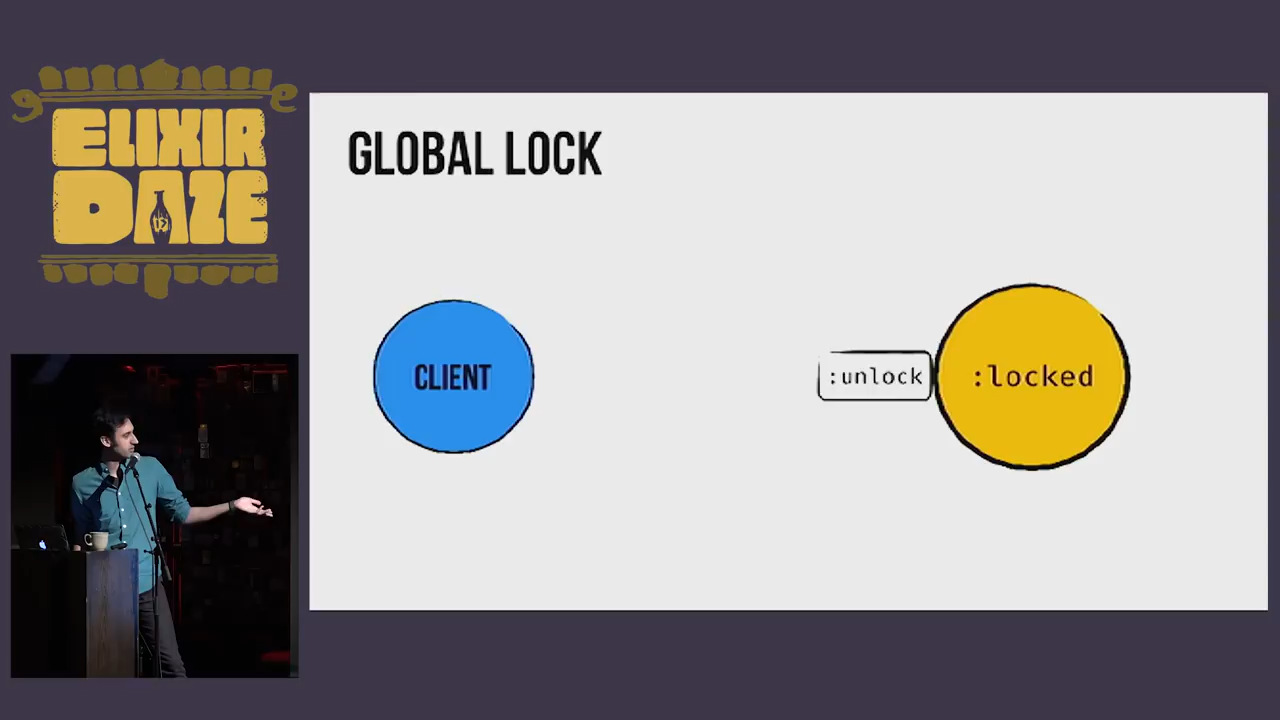 ELIXIR
DAZE
GLOBAL LOCK
CLIENT
:unlock
:locked